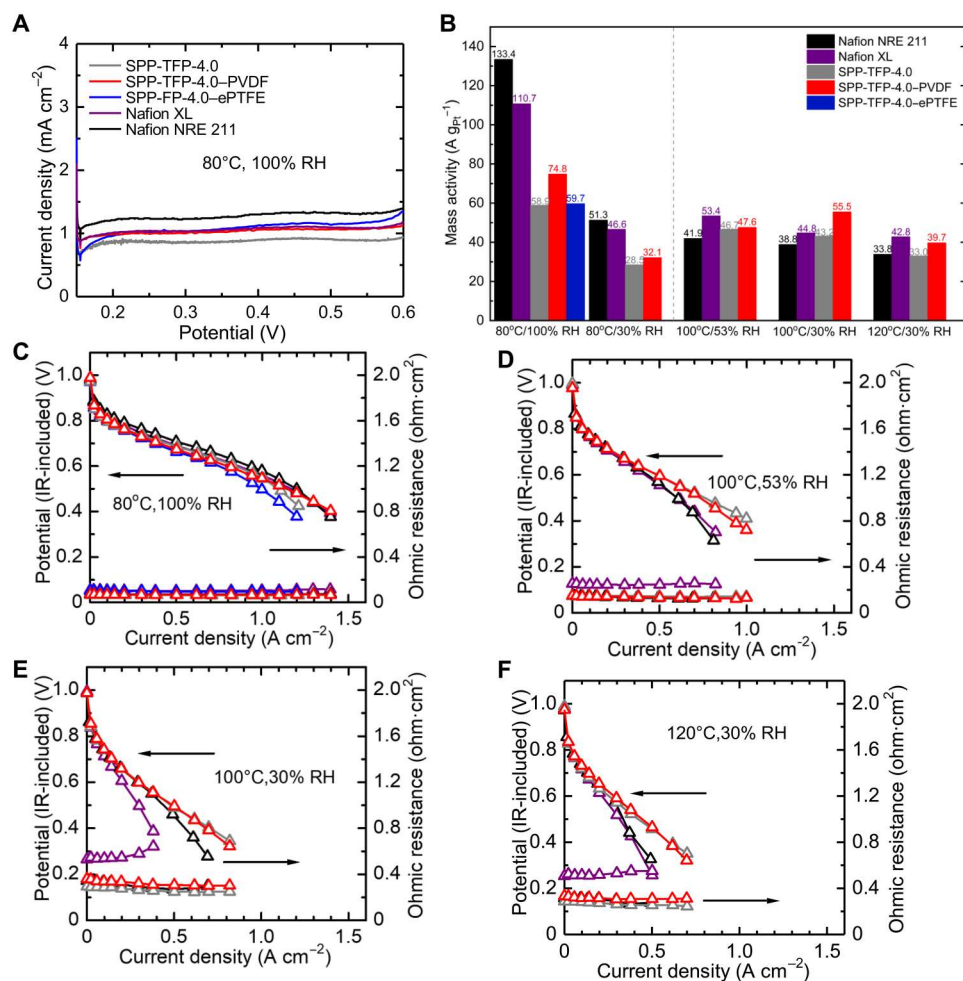 A
Current density (mA cm⁻²)
4
3
2
1
0
SPP-TFP-4.0
SPP-TFP-4.0–PVDF
SPP-FP-4.0–ePTFE
Nafion XL
Nafion NRE 211
80°C, 100% RH
0.2 0.3 0.4 0.5 0.6
Potential (V)
B
Mass activity (A gPt⁻¹)
140
120
100
80
60
40
20
0
Nafion NRE 211
Nafion XL
SPP-TFP-4.0
SPP-TFP-4.0–PVDF
SPP-TFP-4.0–ePTFE
133.4 110.7 58.9 74.8 59.7
51.3 46.6 28.5 32.1
41.9 53.4 46.7 47.6
38.8 44.8 43.2 55.5
33.8 42.8 33.0 39.7
80°C/100% RH 80°C/30% RH 100°C/53% RH 100°C/30% RH 120°C/30% RH
C
Potential (IR-included) (V)
1.0
0.8
0.6
0.4
0.2
0
80°C,100% RH
2.0
1.6
1.2
0.8
0.4
0
Ohmic resistance (ohm·cm²)
0 0.5 1.0 1.5
Current density (A cm⁻²)
D
Potential (IR-included) (V)
1.0
0.8
0.6
0.4
0.2
0
100°C,53% RH
2.0
1.6
1.2
0.8
0.4
0
Ohmic resistance (ohm·cm²)
0 0.5 1.0 1.5
Current density (A cm⁻²)
E
Potential (IR-included) (V)
1.0
0.8
0.6
0.4
0.2
0
100°C,30% RH
2.0
1.6
1.2
0.8
0.4
0
Ohmic resistance (ohm·cm²)
0 0.5 1.0 1.5
Current density (A cm⁻²)
F
Potential (IR-included) (V)
1.0
0.8
0.6
0.4
0.2
0
120°C,30% RH
2.0
1.6
1.2
0.8
0.4
0
Ohmic resistance (ohm·cm²)
0 0.5 1.0 1.5
Current density (A cm⁻²)